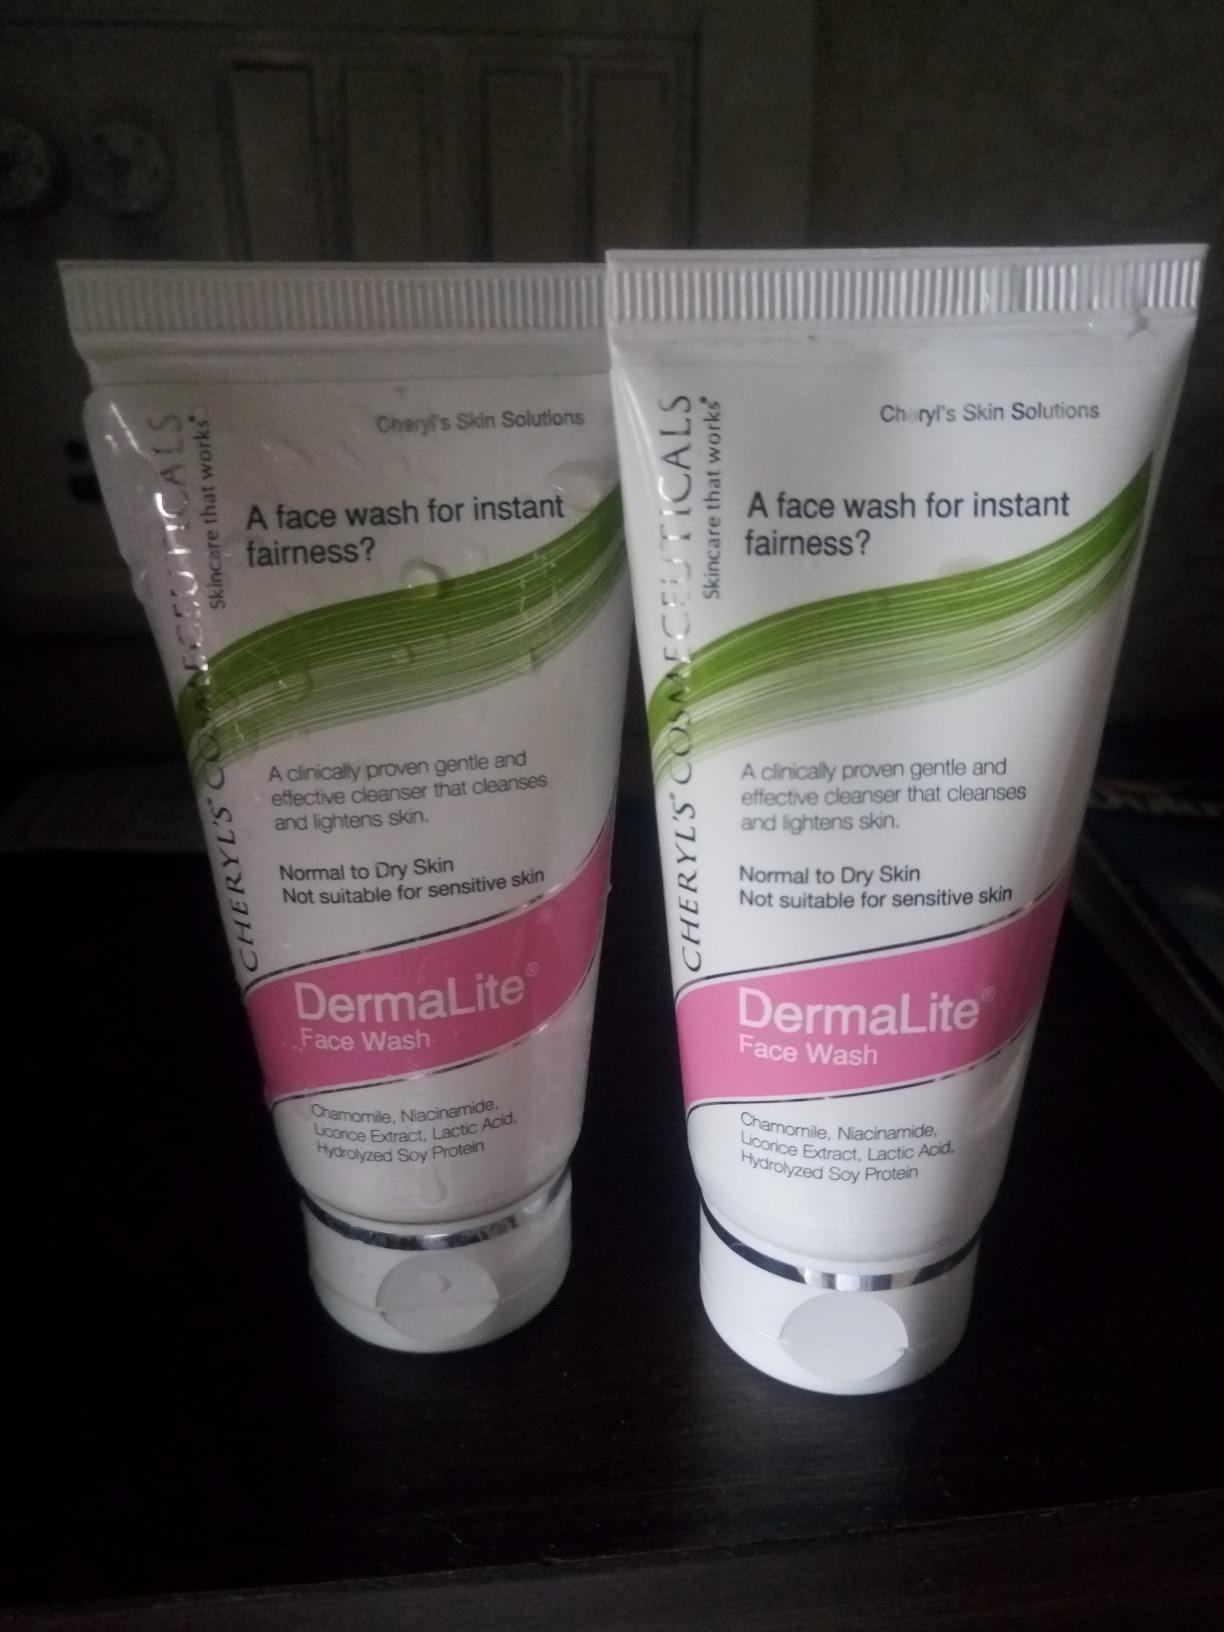 CHERYL'S COSMECEUTICALS
Skincare that works
Cheryl's Skin Solutions
A face wash for instant
fairness?
A clinically proven gentle and
effective cleanser that cleanses
and lightens skin.
Normal to Dry Skin
Not suitable for sensitive skin
DermaLite®
Face Wash
Chamomile, Niacinamide,
Licorice Extract, Lactic Acid,
Hydrolyzed Soy Protein
CHERYL'S COSMECEUTICALS
Skincare that works
Cheryl's Skin Solutions
A face wash for instant
fairness?
A clinically proven gentle and
effective cleanser that cleanses
and lightens skin.
Normal to Dry Skin
Not suitable for sensitive skin
DermaLite®
Face Wash
Chamomile, Niacinamide,
Licorice Extract, Lactic Acid,
Hydrolyzed Soy Protein